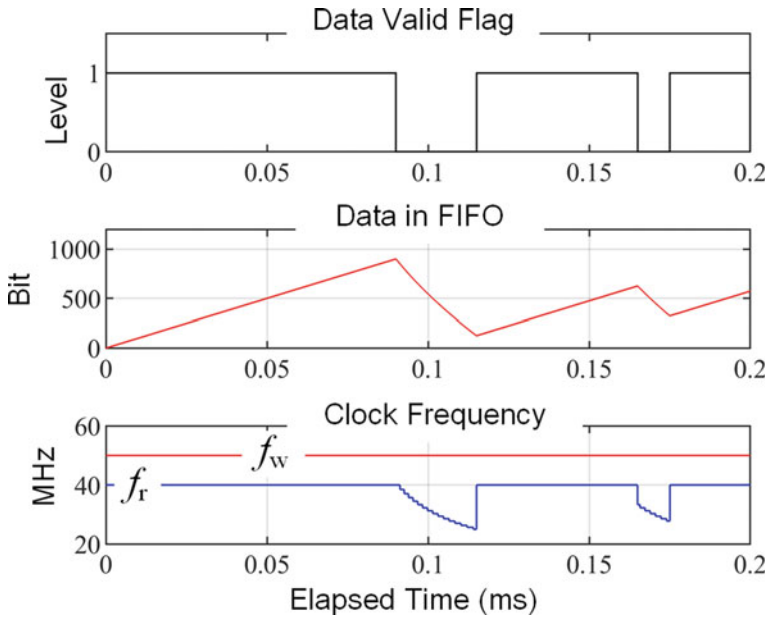 Data Valid Flag
Level
1
0
0 0.05 0.1 0.15 0.2
Data in FIFO
Bit
1000
500
0
0 0.05 0.1 0.15 0.2
Clock Frequency
MHz
60
40
20
fw
fr
0 0.05 0.1 0.15 0.2
Elapsed Time (ms)